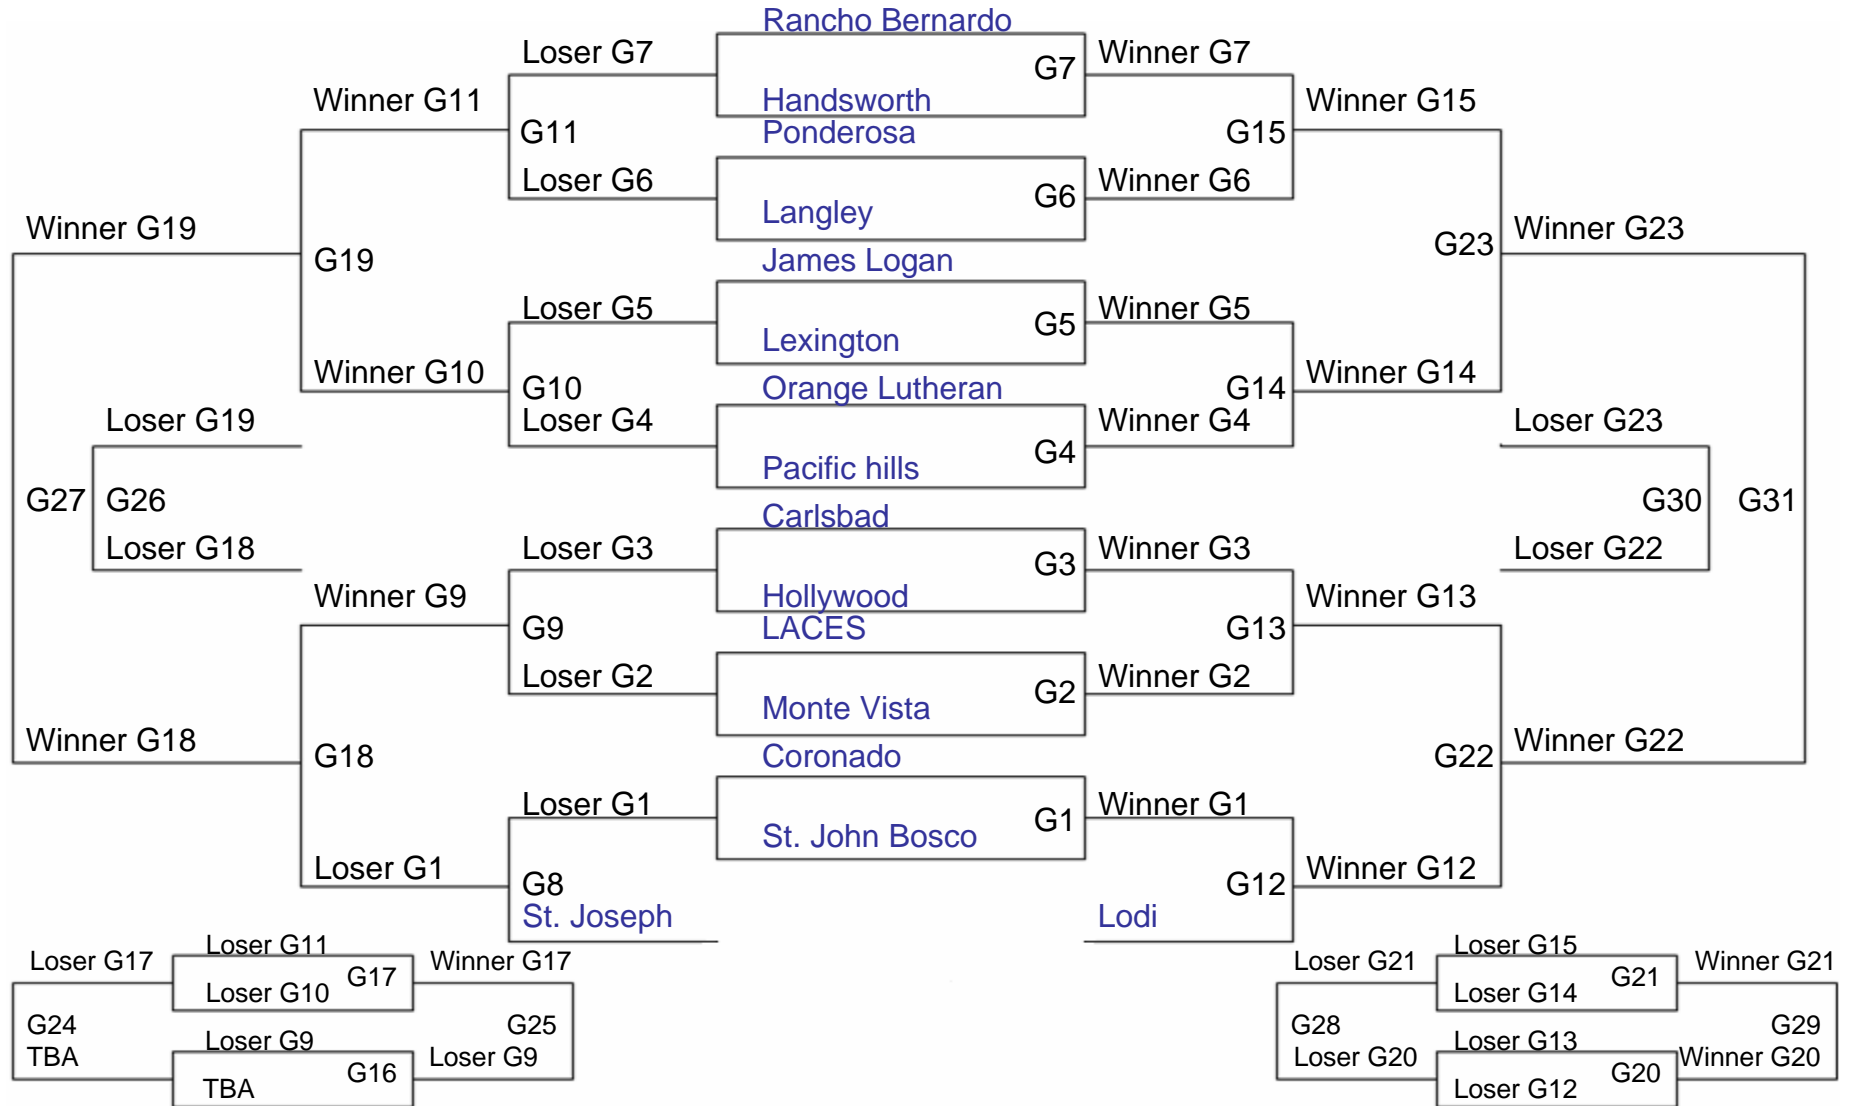 Rancho Bernardo
Loser G7
G7
Winner G7
Winner G11
Handsworth
Winner G15
G11
Ponderosa
G15
Loser G6
G6
Winner G6
Langley
Winner G19
Winner G23
G19
James Logan
G23
Loser G5
G5
Winner G5
Lexington
Winner G10
G10
Orange Lutheran
G14
Winner G14
Loser G19
Loser G4
G4
Winner G4
Loser G23
Pacific hills
G27
G26
Carlsbad
G30
G31
Loser G18
Loser G3
G3
Winner G3
Loser G22
Winner G9
Hollywood
Winner G13
G9
LACES
G13
Loser G2
G2
Winner G2
Monte Vista
Winner G18
Winner G22
G18
Coronado
G22
Loser G1
G1
Winner G1
St. John Bosco
Loser G1
G8
G12
Winner G12
St. Joseph
Lodi
Loser G17
Loser G11
G17
Winner G17
Loser G10
G24
G25
TBA
Loser G9
G16
Loser G9
TBA
Loser G21
Loser G15
G21
Winner G21
Loser G14
G28
G29
Loser G20
Loser G13
G20
Winner G20
Loser G12